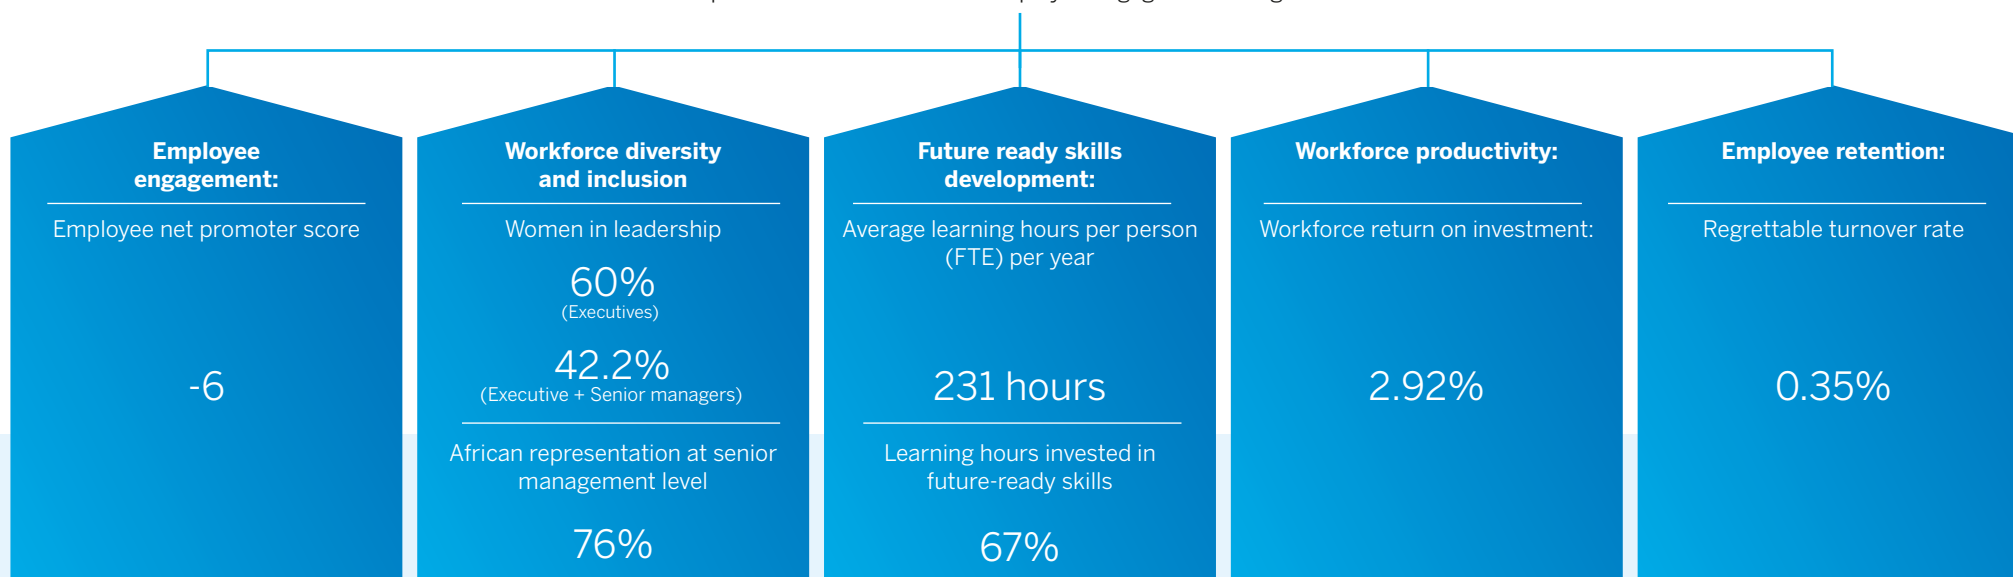 Employee
engagement:
Employee net promoter score
-6
Workforce diversity
and inclusion
Women in leadership
60%
(Executives)
42.2%
(Executive + Senior managers)
African representation at senior
management level
76%
Future ready skills
development:
Average learning hours per person
(FTE) per year
231 hours
Learning hours invested in
future-ready skills
67%
Workforce productivity:
Workforce return on investment:
2.92%
Employee retention:
Regrettable turnover rate
0.35%